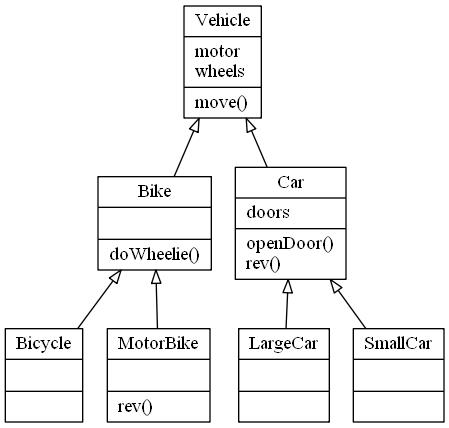 Vehicle
motor
wheels
move()
Bike
doWheelie()
Car
doors
openDoor()
rev()
Bicycle
MotorBike
rev()
LargeCar
SmallCar